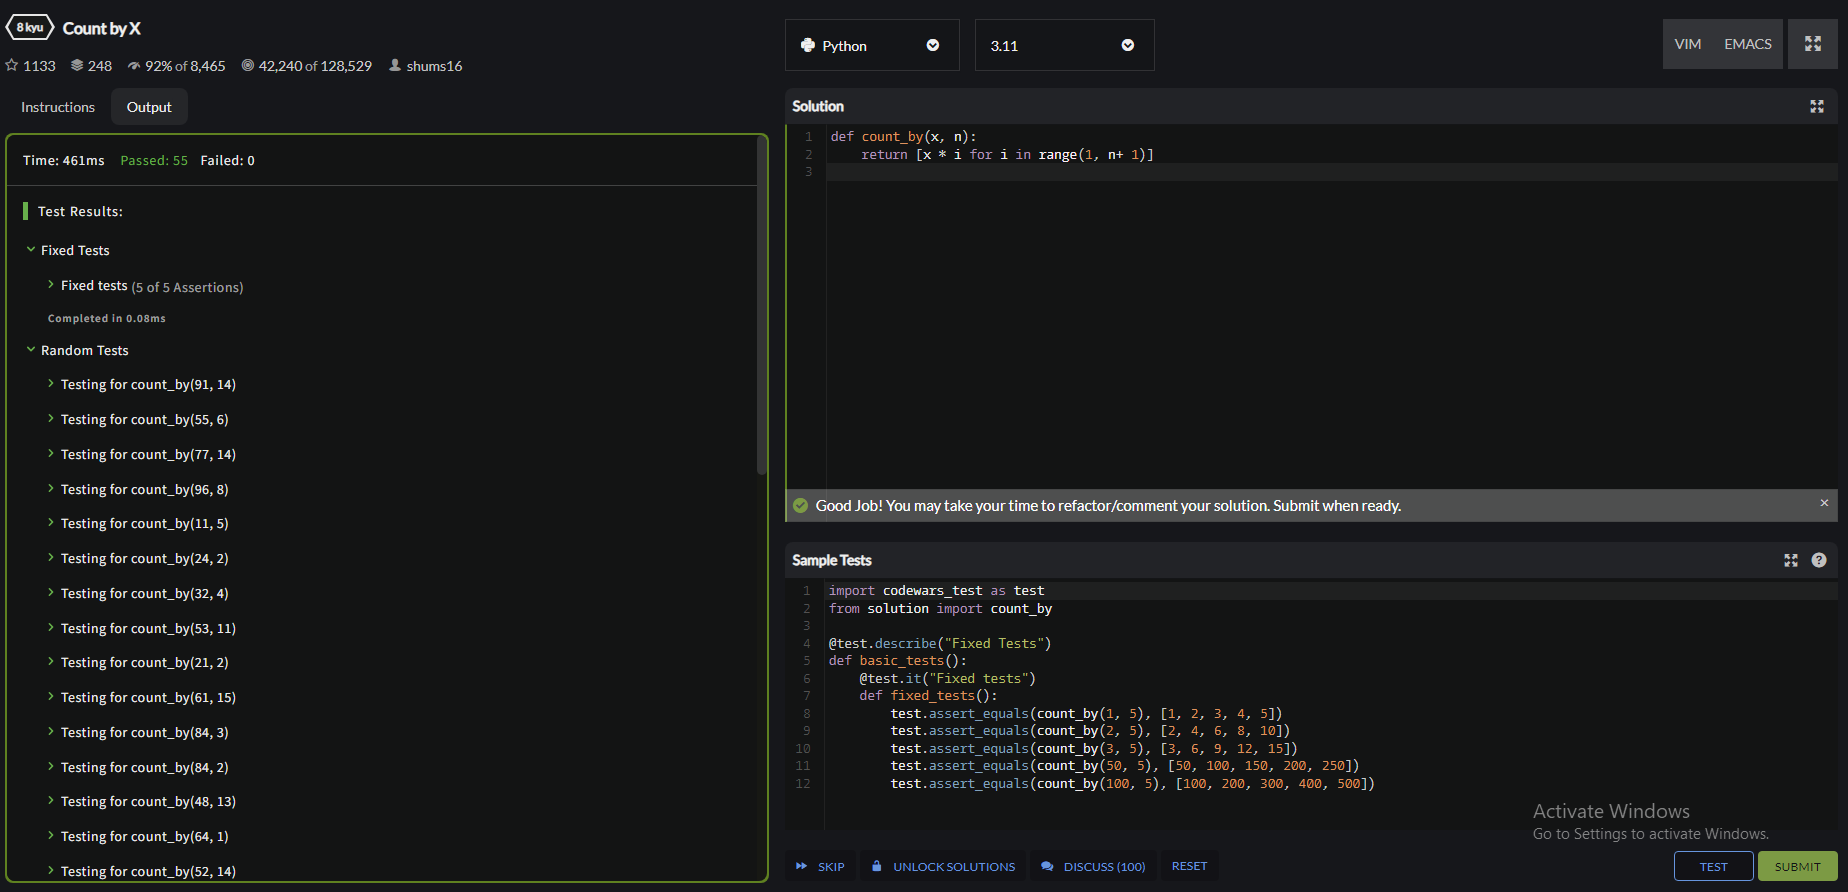 8 kyu Count by X
1133 248 92% of 8,465 42,240 of 128,529 shums16
Instructions Output
Time: 461ms Passed: 55 Failed: 0
Test Results:
Fixed Tests
Fixed tests (5 of 5 Assertions)
Completed in 0.08ms
Random Tests
Testing for count_by(91, 14)
Testing for count_by(55, 6)
Testing for count_by(77, 14)
Testing for count_by(96, 8)
Testing for count_by(11, 5)
Testing for count_by(24, 2)
Testing for count_by(32, 4)
Testing for count_by(53, 11)
Testing for count_by(21, 2)
Testing for count_by(61, 15)
Testing for count_by(84, 3)
Testing for count_by(84, 2)
Testing for count_by(48, 13)
Testing for count_by(64, 1)
Testing for count_by(52, 14)
Python 3.11 VIM EMACS
Solution
1 def count_by(x, n):
2     return [x * i for i in range(1, n+ 1)]
3
Good Job! You may take your time to refactor/comment your solution. Submit when ready. ×
Sample Tests ?
1 import codewars_test as test
2 from solution import count_by
3
4 @test.describe("Fixed Tests")
5 def basic_tests():
6     @test.it("Fixed tests")
7     def fixed_tests():
8         test.assert_equals(count_by(1, 5), [1, 2, 3, 4, 5])
9         test.assert_equals(count_by(2, 5), [2, 4, 6, 8, 10])
10         test.assert_equals(count_by(3, 5), [3, 6, 9, 12, 15])
11         test.assert_equals(count_by(50, 5), [50, 100, 150, 200, 250])
12         test.assert_equals(count_by(100, 5), [100, 200, 300, 400, 500])
Activate Windows
Go to Settings to activate Windows.
SKIP UNLOCK SOLUTIONS DISCUSS (100) RESET TEST SUBMIT